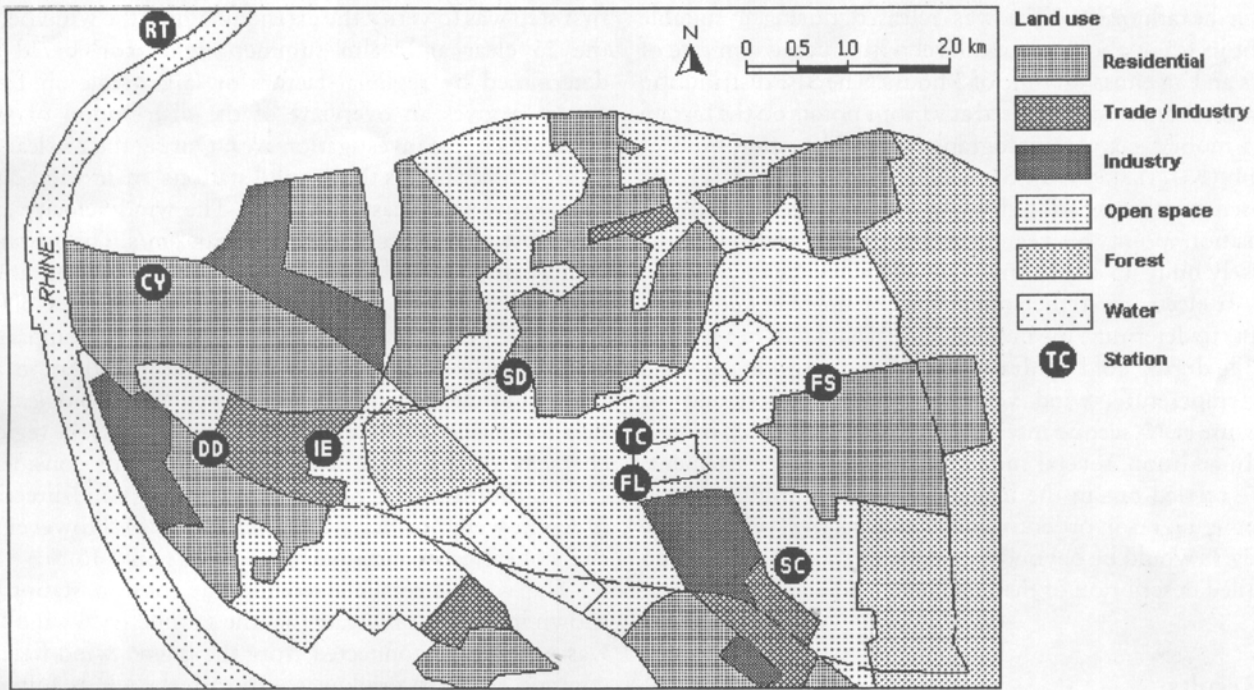 RT
N
0 0.5 1.0 2,0 km
RHINE
CY
SD
FS
DD
IE
TC
FL
SC
Land use
Residential
Trade / Industry
Industry
Open space
Forest
Water
TC Station